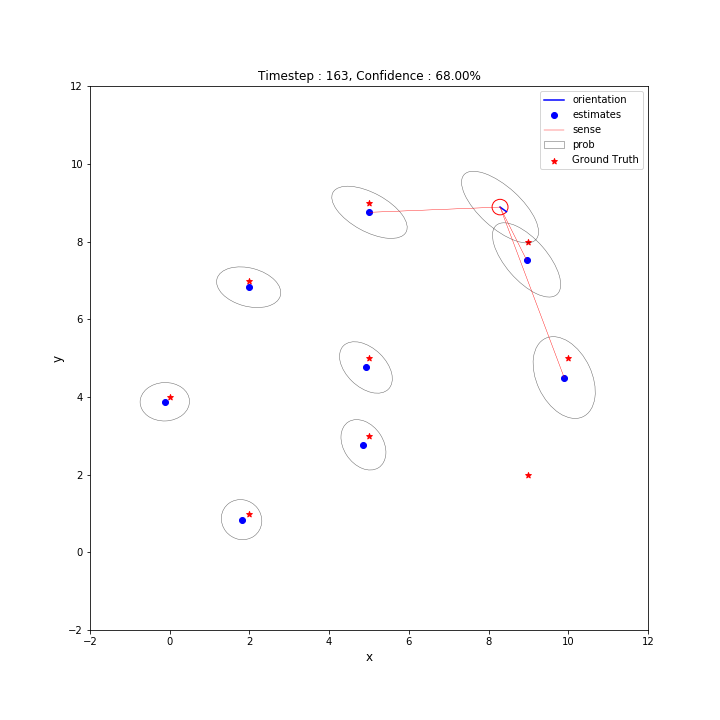 Timestep : 163, Confidence : 68.00%
12
10
8
6
4
2
0
−2
y
−2
0
2
4
6
8
10
12
x
orientation
estimates
sense
prob
Ground Truth